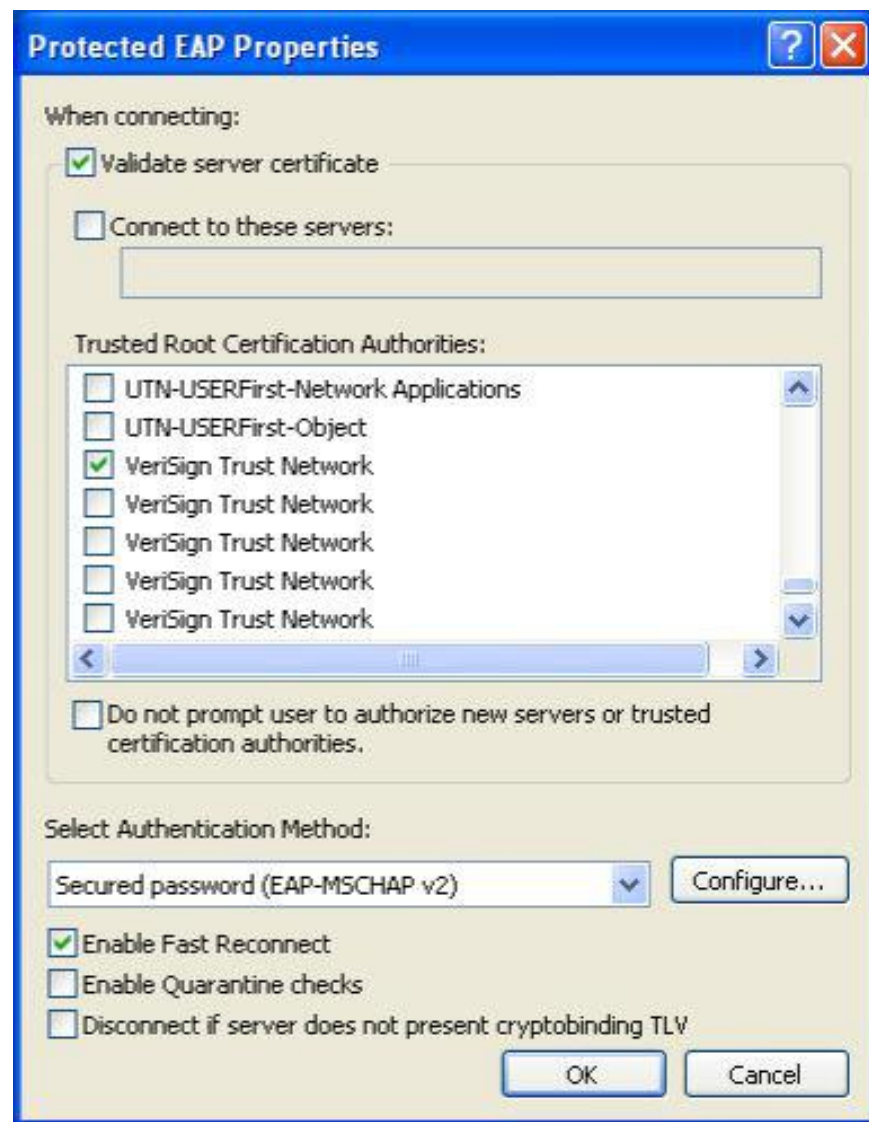 Protected EAP Properties
When connecting:
Validate server certificate
Connect to these servers:
Trusted Root Certification Authorities:
UTN-USERFirst-Network Applications
UTN-USERFirst-Object
VeriSign Trust Network
VeriSign Trust Network
VeriSign Trust Network
VeriSign Trust Network
VeriSign Trust Network
Do not prompt user to authorize new servers or trusted
certification authorities.
Select Authentication Method:
Secured password (EAP-MSCHAP v2)
Configure...
Enable Fast Reconnect
Enable Quarantine checks
Disconnect if server does not present cryptobinding TLV
OK
Cancel